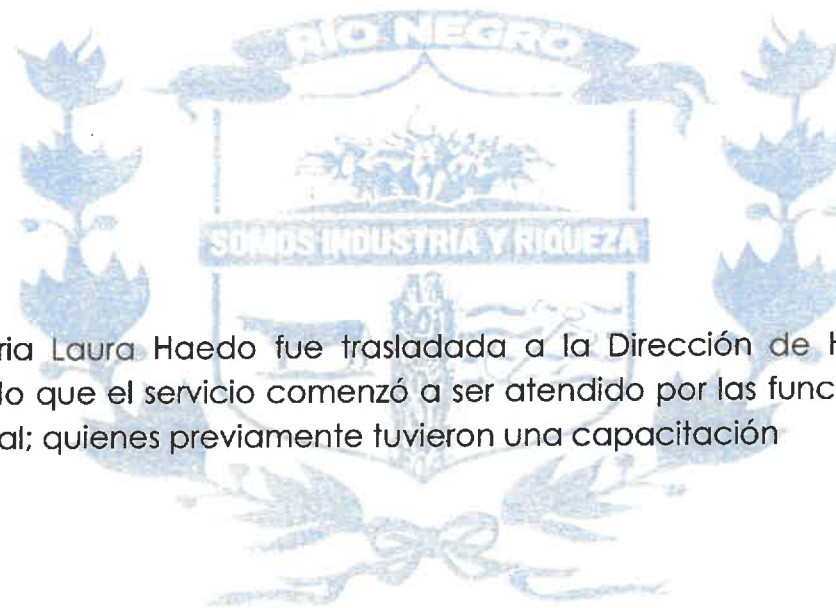 RÍO NEGRO
SOMOS INDUSTRIA Y RIQUEZA
ria Laura Haedo fue trasladada a la Dirección de H
lo que el servicio comenzó a ser atendido por las func
al; quienes previamente tuvieron una capacitación